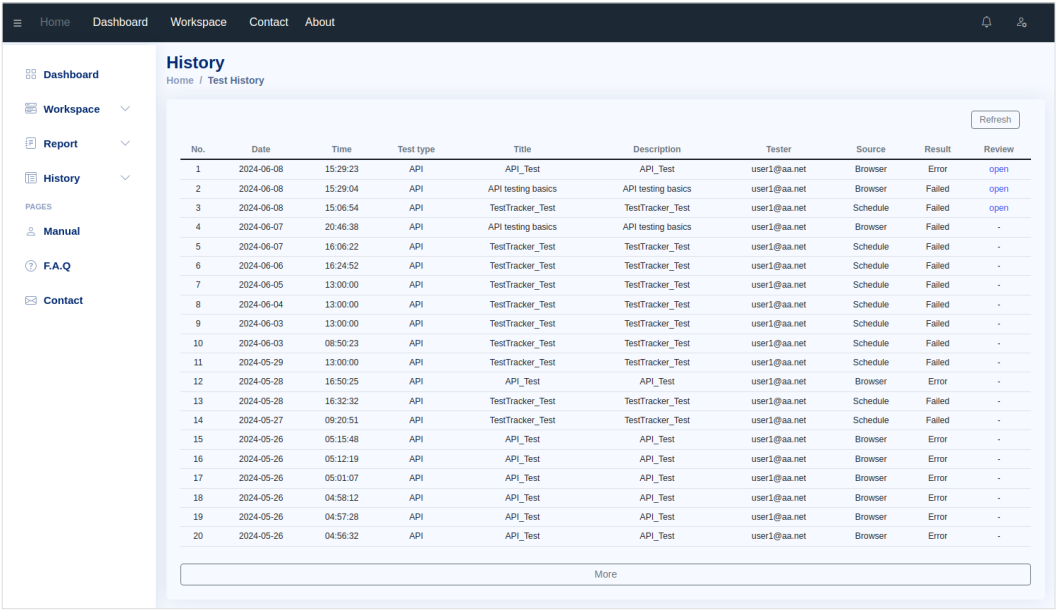 Home Dashboard Workspace Contact About
Dashboard
Workspace
Report
History
PAGES
Manual
F.A.Q
Contact
History
Home / Test History
Refresh
No. Date Time Test type Title Description Tester Source Result Review
1 2024-06-08 15:29:23 API API_Test API_Test user1@aa.net Browser Error open
2 2024-06-08 15:29:04 API API testing basics API testing basics user1@aa.net Browser Failed open
3 2024-06-08 15:06:54 API TestTracker_Test TestTracker_Test user1@aa.net Schedule Failed open
4 2024-06-07 20:46:38 API API testing basics API testing basics user1@aa.net Browser Failed -
5 2024-06-07 16:06:22 API TestTracker_Test TestTracker_Test user1@aa.net Schedule Failed -
6 2024-06-06 16:24:52 API TestTracker_Test TestTracker_Test user1@aa.net Schedule Failed -
7 2024-06-05 13:00:00 API TestTracker_Test TestTracker_Test user1@aa.net Schedule Failed -
8 2024-06-04 13:00:00 API TestTracker_Test TestTracker_Test user1@aa.net Schedule Failed -
9 2024-06-03 13:00:00 API TestTracker_Test TestTracker_Test user1@aa.net Schedule Failed -
10 2024-06-03 08:50:23 API TestTracker_Test TestTracker_Test user1@aa.net Schedule Failed -
11 2024-05-29 13:00:00 API TestTracker_Test TestTracker_Test user1@aa.net Schedule Failed -
12 2024-05-28 16:50:25 API API_Test API_Test user1@aa.net Browser Error -
13 2024-05-28 16:32:32 API TestTracker_Test TestTracker_Test user1@aa.net Schedule Failed -
14 2024-05-27 09:20:51 API TestTracker_Test TestTracker_Test user1@aa.net Schedule Failed -
15 2024-05-26 05:15:48 API API_Test API_Test user1@aa.net Browser Error -
16 2024-05-26 05:12:19 API API_Test API_Test user1@aa.net Browser Error -
17 2024-05-26 05:01:07 API API_Test API_Test user1@aa.net Browser Error -
18 2024-05-26 04:58:12 API API_Test API_Test user1@aa.net Browser Error -
19 2024-05-26 04:57:28 API API_Test API_Test user1@aa.net Browser Error -
20 2024-05-26 04:56:32 API API_Test API_Test user1@aa.net Browser Error -
More